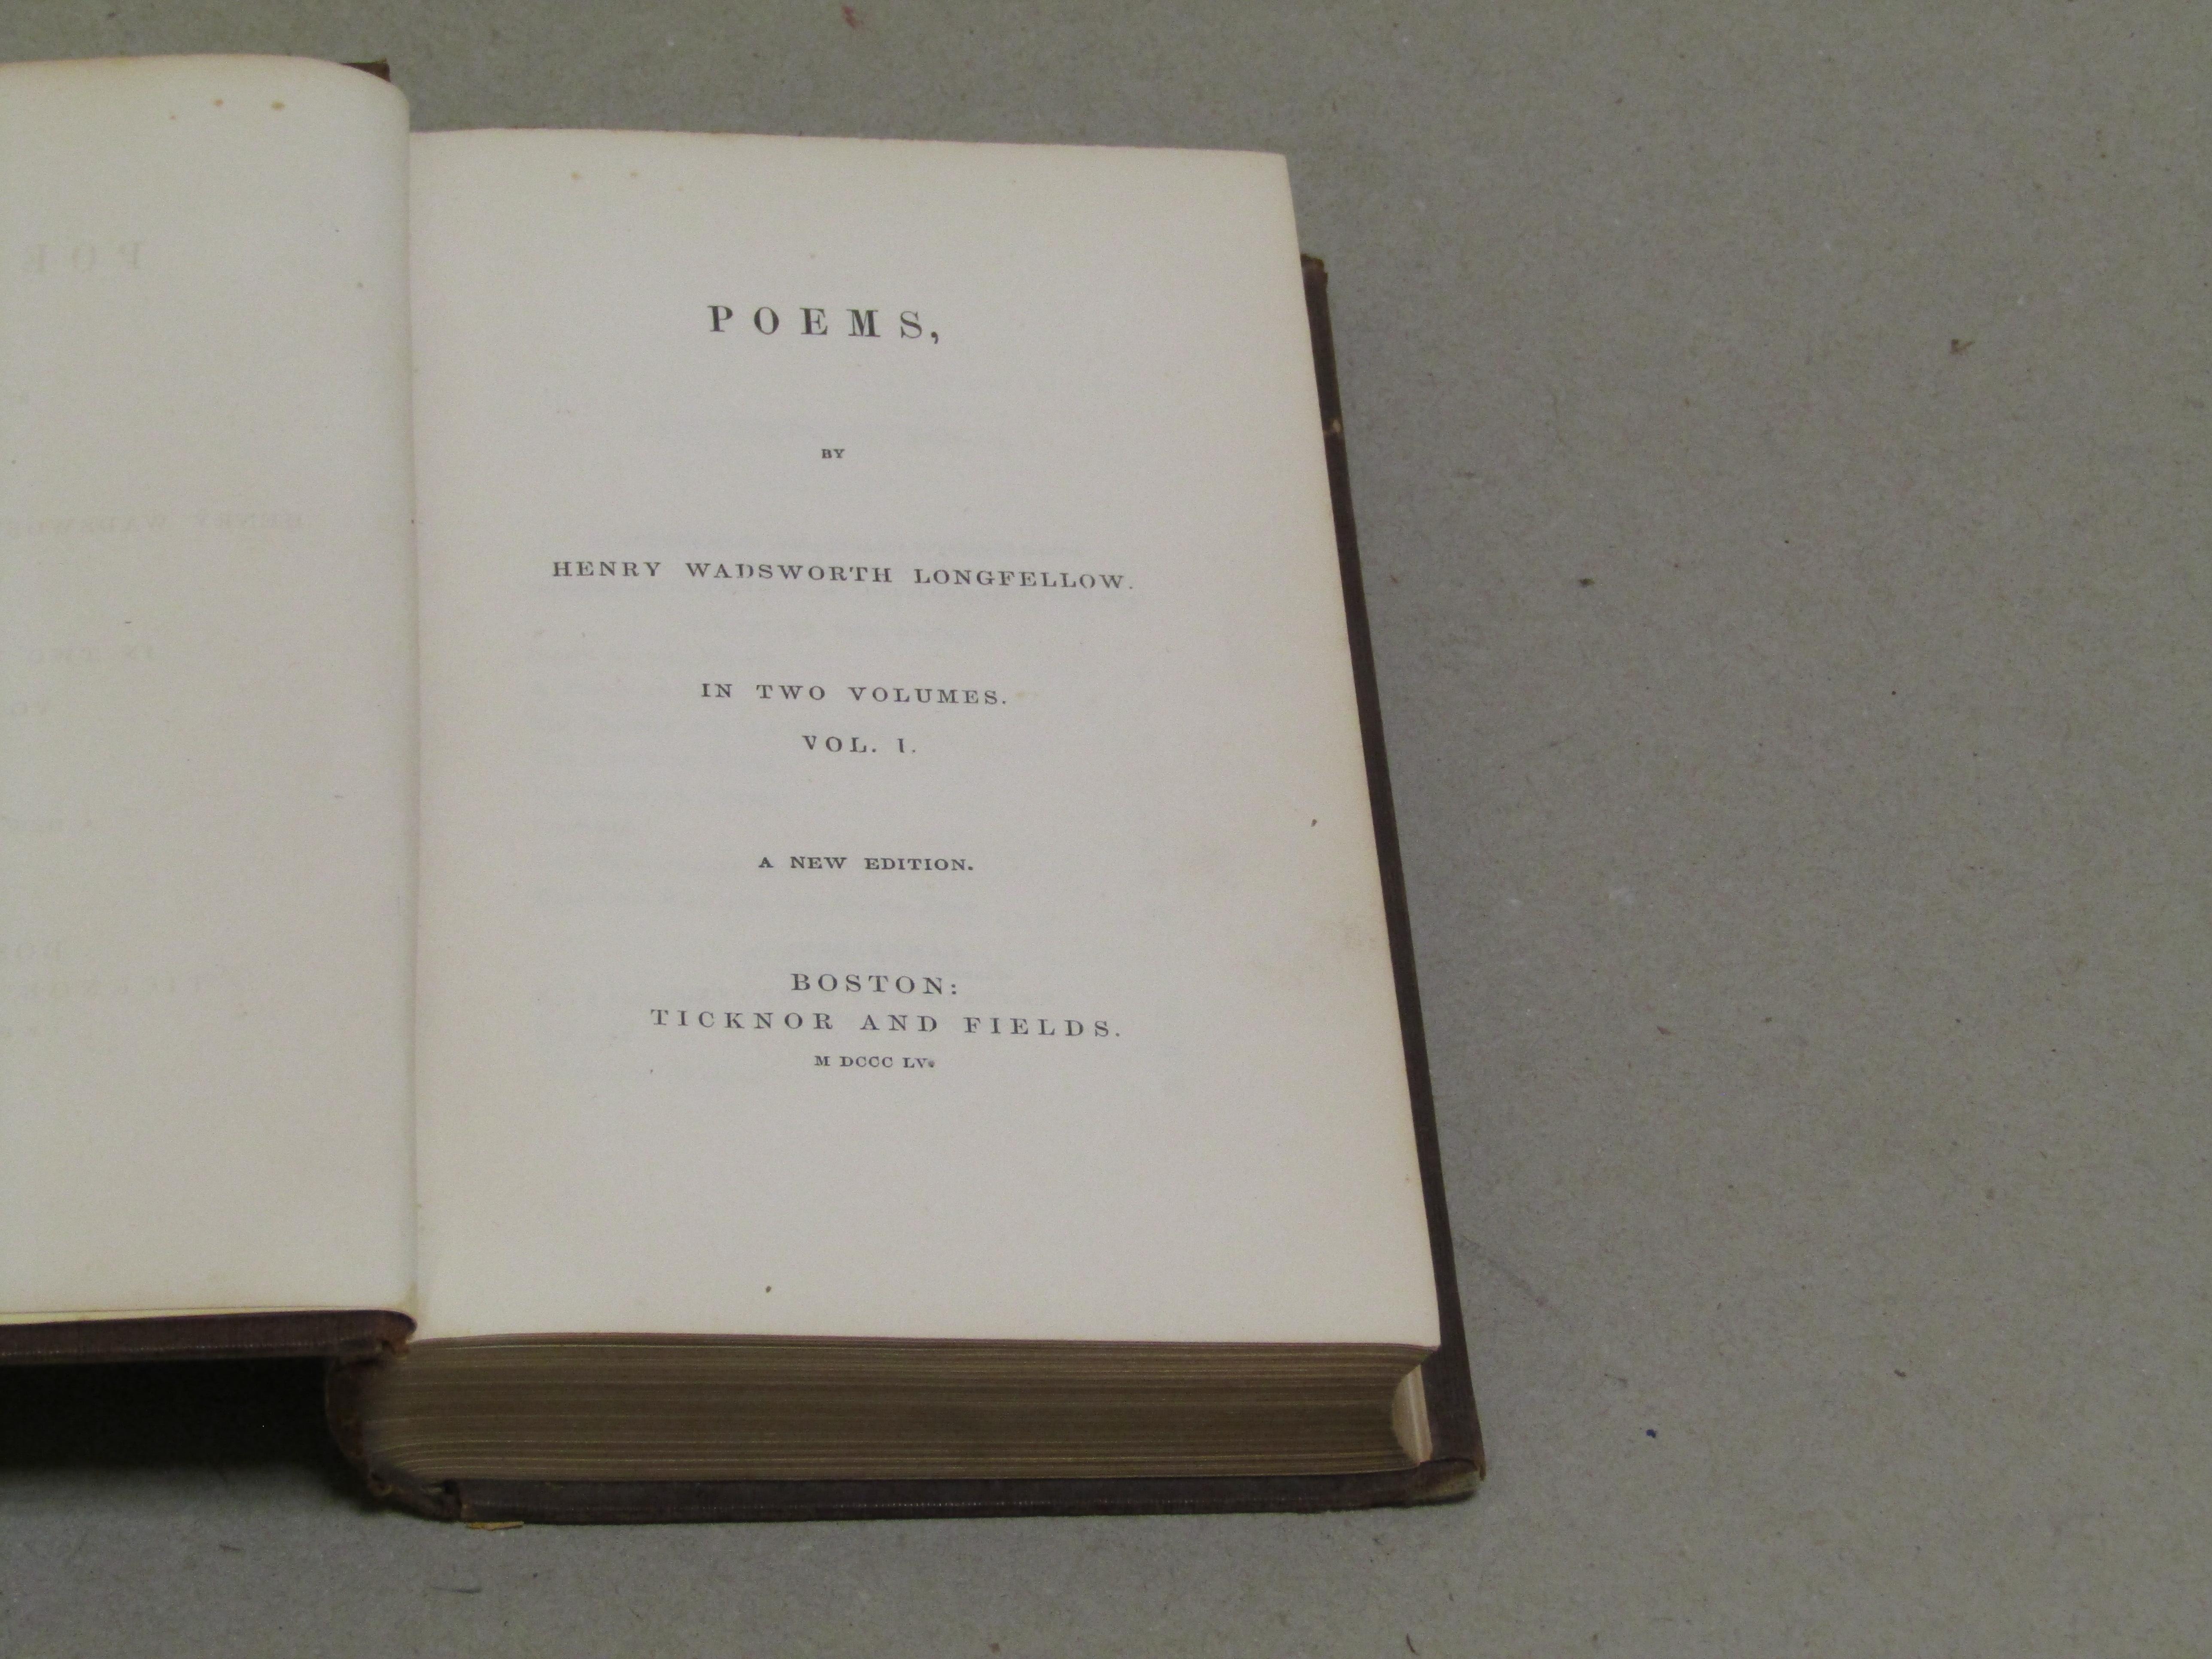 POEMS,
BY
HENRY WADSWORTH LONGFELLOW.
IN TWO VOLUMES.
VOL. I.
A NEW EDITION.
BOSTON:
TICKNOR AND FIELDS.
M DCCC LV.